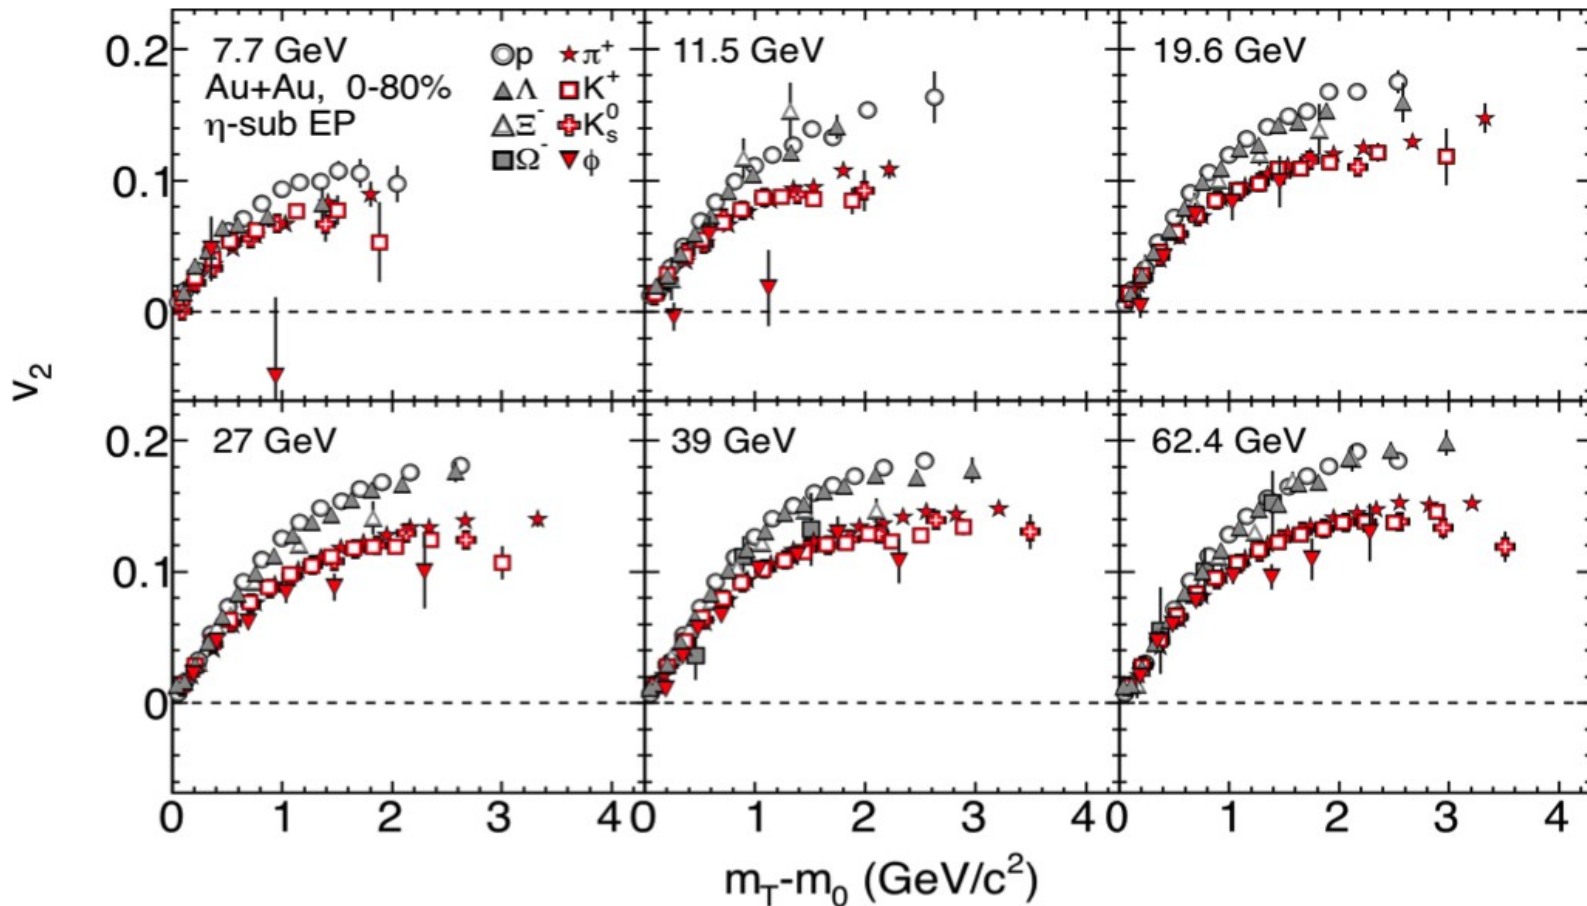 0.2
7.7 GeV
Au+Au, 0-80%
η-sub EP
p π⁺
Λ K⁺
Ξ⁻ K⁰ₛ
Ω⁻ ϕ
11.5 GeV
19.6 GeV
0.1
0
v₂
0.2
27 GeV
39 GeV
62.4 GeV
0.1
0
0 1 2 3 4 0 1 2 3 4 0 1 2 3 4
m_T-m₀ (GeV/c²)